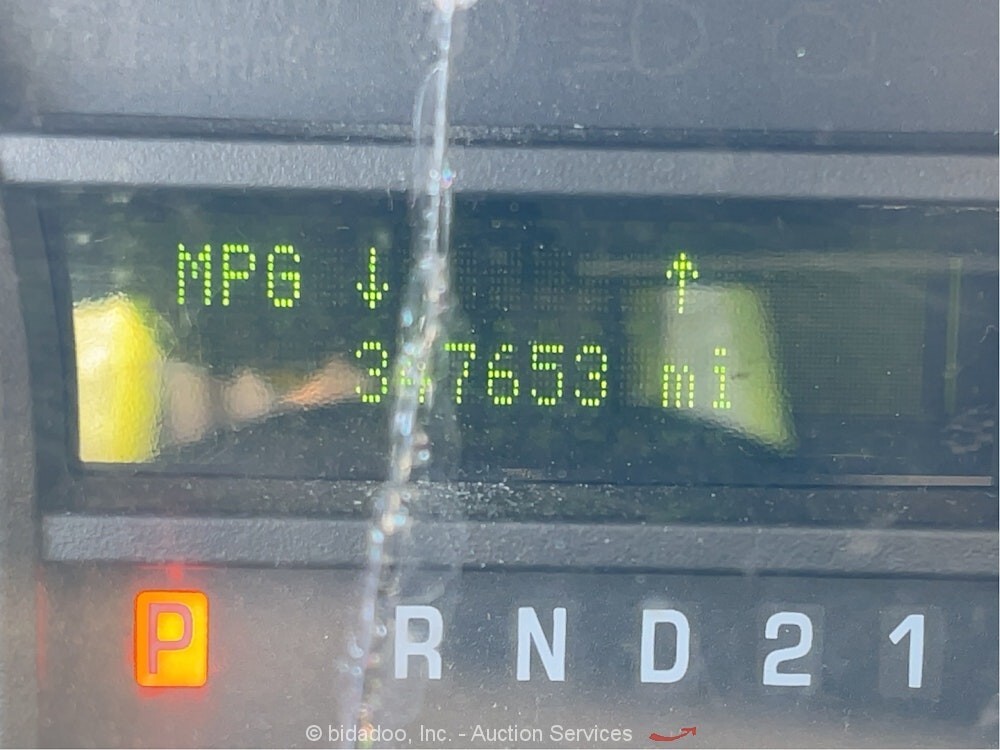 MPG ↓ ↑
mi
P R N D 2 1
© bidadoo, Inc. - Auction Services